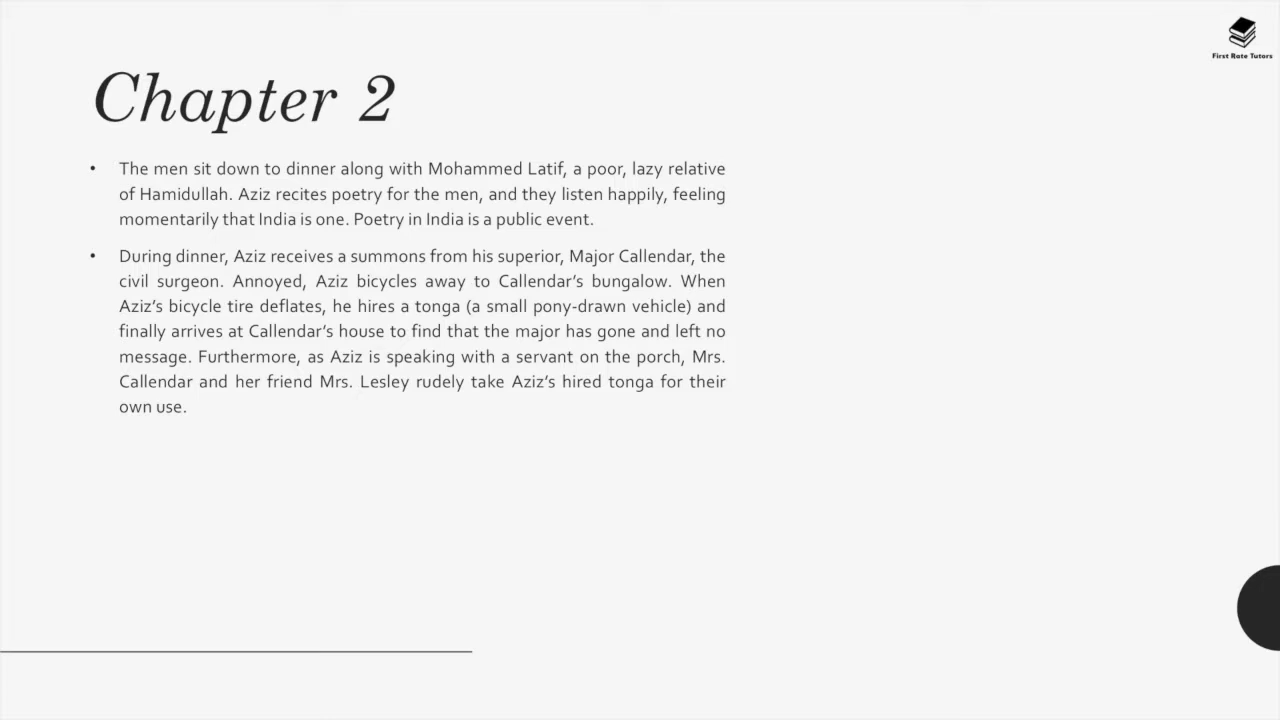 First Rate Tutors
Chapter 2
• The men sit down to dinner along with Mohammed Latif, a poor, lazy relative
of Hamidullah. Aziz recites poetry for the men, and they listen happily, feeling
momentarily that India is one. Poetry in India is a public event.
• During dinner, Aziz receives a summons from his superior, Major Callendar, the
civil surgeon. Annoyed, Aziz bicycles away to Callendar’s bungalow. When
Aziz’s bicycle tire deflates, he hires a tonga (a small pony-drawn vehicle) and
finally arrives at Callendar’s house to find that the major has gone and left no
message. Furthermore, as Aziz is speaking with a servant on the porch, Mrs.
Callendar and her friend Mrs. Lesley rudely take Aziz’s hired tonga for their
own use.